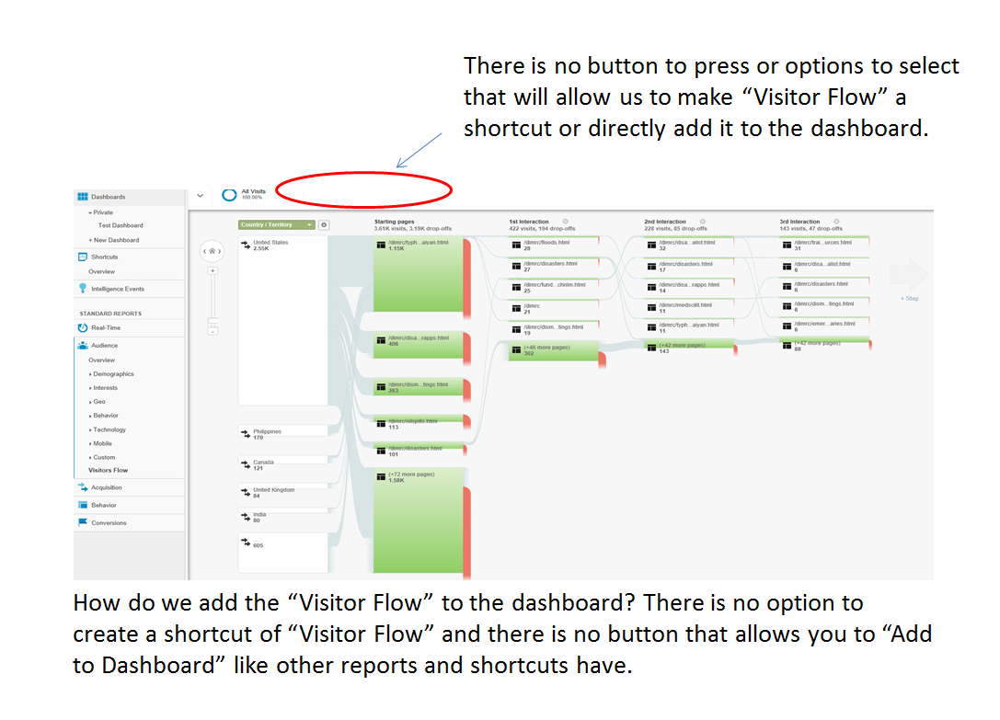 There is no button to press or options to select
that will allow us to make “Visitor Flow” a
shortcut or directly add it to the dashboard.
Dashboards
Private
Test Dashboard
+ New Dashboard
Shortcuts
Overview
Intelligence Events
STANDARD REPORTS
Real-Time
Audience
Overview
Demographics
Interests
Geo
Behavior
Technology
Mobile
Custom
Visitors Flow
Acquisition
Behavior
Conversions
All Visits
100.00%
Country / Territory
United States
2.55K
Philippines
170
Canada
121
United Kingdom
84
India
80
...
605
Starting pages
3.61K visits, 3.19K drop-offs
/dimrc/typh...aiyan.html
1.15K
/dimrc/disa...rapps.html
406
/dimrc/dism...tings.html
263
/dimrc/oilspills.html
113
/dimrc/disasters.html
101
(+72 more pages)
1.58K
1st Interaction
422 visits, 194 drop-offs
/dimrc/floods.html
28
/dimrc/disasters.html
27
/dimrc/fund...chnlm.html
25
/dimrc
21
/dimrc/dism...tings.html
19
(+46 more pages)
302
2nd Interaction
228 visits, 85 drop-offs
/dimrc/disa...alist.html
32
/dimrc/disasters.html
17
/dimrc/disa...rapps.html
14
/dimrc/medscilit.html
11
/dimrc/typh...aiyan.html
11
(+42 more pages)
143
3rd Interaction
143 visits, 47 drop-offs
/dimrc/trai...urces.html
31
/dimrc/disa...alist.html
6
/dimrc/disasters.html
6
/dimrc/dism...tings.html
6
/dimrc/emer...aries.html
6
(+42 more pages)
88
+ Step
How do we add the “Visitor Flow” to the dashboard? There is no option to
create a shortcut of “Visitor Flow” and there is no button that allows you to “Add
to Dashboard” like other reports and shortcuts have.